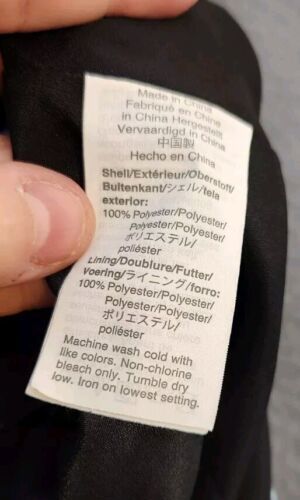 Made in China
Fabriqué en Chine
in China Hergestellt
Vervaardigd in China
中国製
Hecho en China
Shell/Extérieur/Oberstoff/
Buitenkant/シェル/tela
exterior:
100% Polyester/Polyester/
Polyester/Polyester/
ポリエステル/
poliéster
Lining/Doublure/Futter/
Voering/ライニング/forro:
100% Polyester/Polyester/
Polyester/Polyester/
ポリエステル/
poliéster
Machine wash cold with
like colors. Non-chlorine
bleach only. Tumble dry
low. Iron on lowest setting.